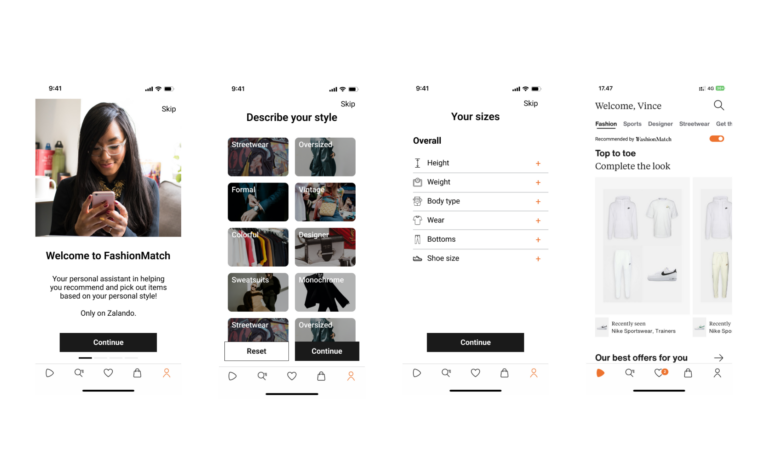 9:41
Skip
Welcome to FashionMatch
Your personal assistant in helping
you recommend and pick out items
based on your personal style!
Only on Zalando.
Continue
9:41
Skip
Describe your style
Streetwear
Oversized
Formal
Vintage
Colorful
Designer
Sweatsuits
Monochrome
Streetwear
Oversized
Reset
Continue
9:41
Skip
Your sizes
Overall
Height +
Weight +
Body type +
Wear +
Bottoms +
Shoe size +
Continue
17.47
4G
Welcome, Vince
Fashion Sports Designer Streetwear Get th
Recommended by FashionMatch
Top to toe
Complete the look
Recently seen
Nike Sportswear, Trainers
Recently
Nike Spo
Our best offers for you